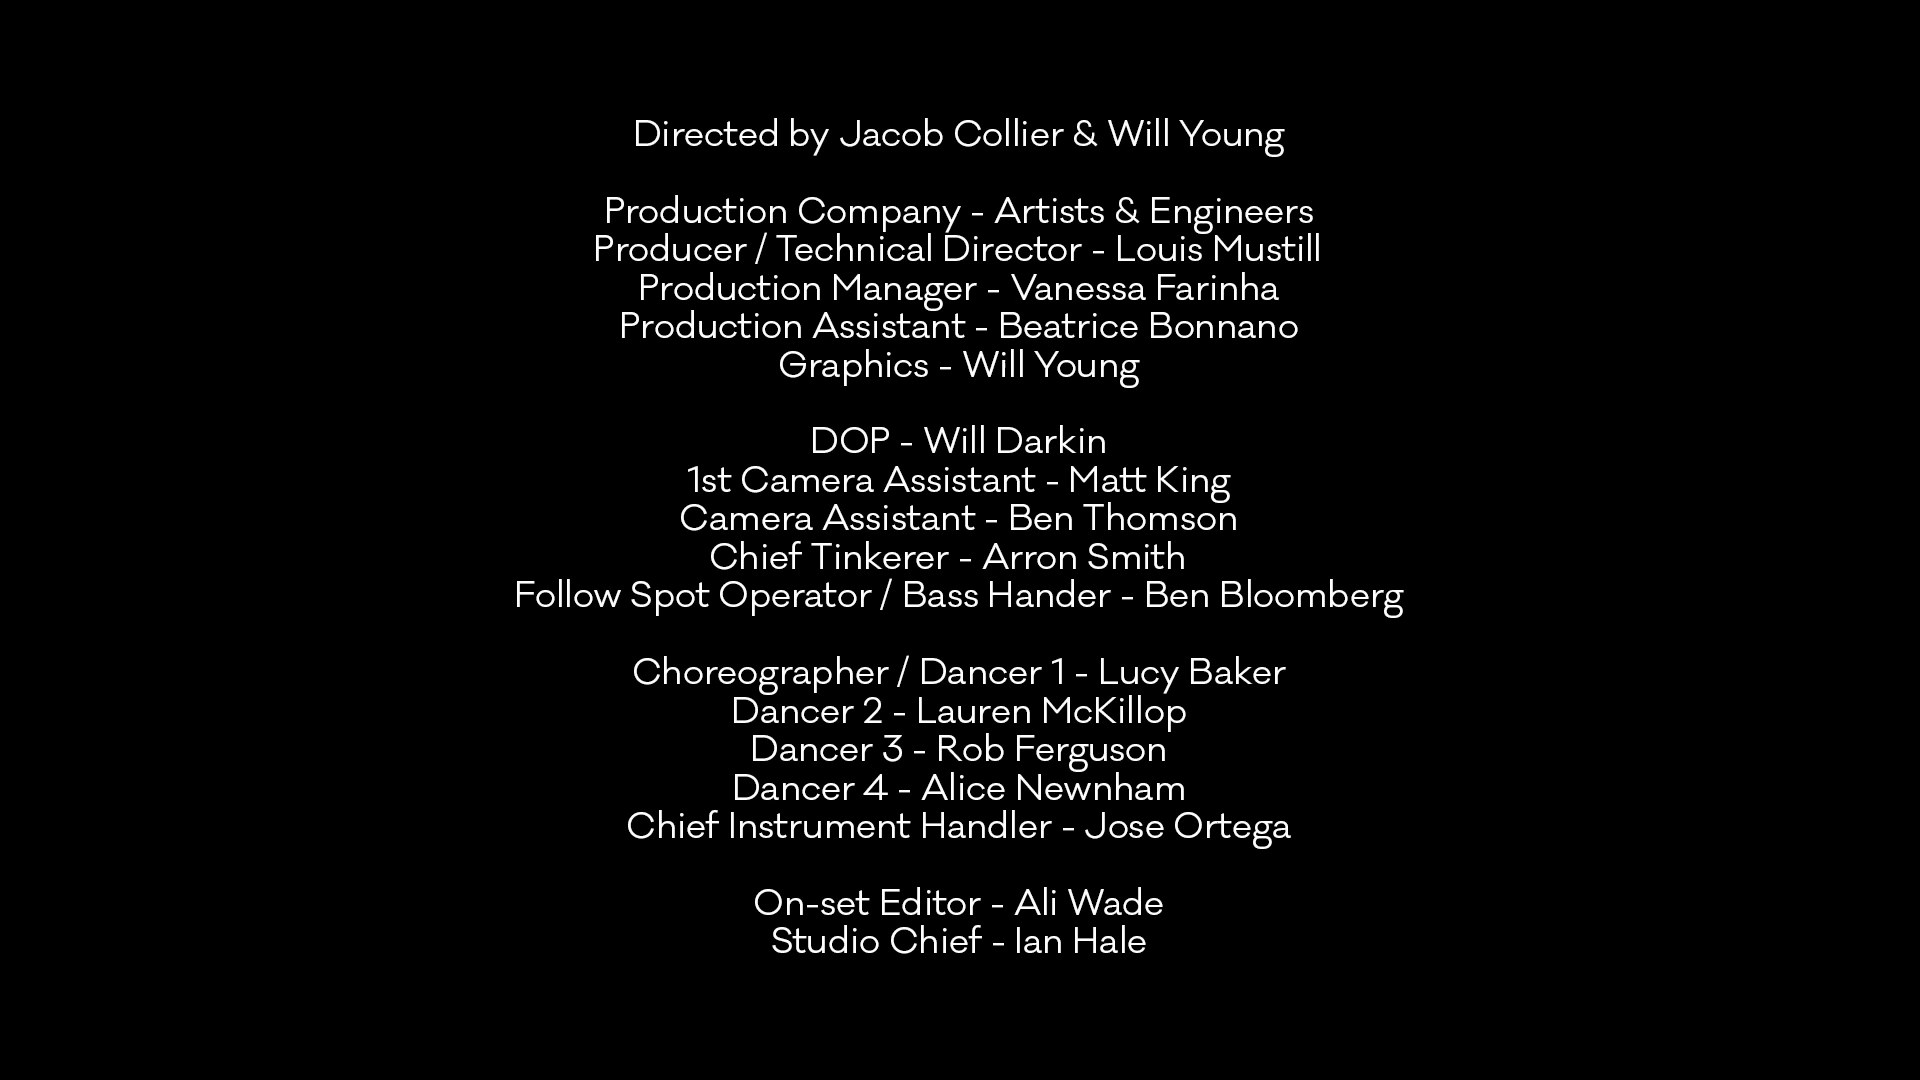 Directed by Jacob Collier & Will Young
Production Company - Artists & Engineers
Producer / Technical Director - Louis Mustill
Production Manager - Vanessa Farinha
Production Assistant - Beatrice Bonnano
Graphics - Will Young
DOP - Will Darkin
1st Camera Assistant - Matt King
Camera Assistant - Ben Thomson
Chief Tinkerer - Arron Smith
Follow Spot Operator / Bass Hander - Ben Bloomberg
Choreographer / Dancer 1 - Lucy Baker
Dancer 2 - Lauren McKillop
Dancer 3 - Rob Ferguson
Dancer 4 - Alice Newnham
Chief Instrument Handler - Jose Ortega
On-set Editor - Ali Wade
Studio Chief - Ian Hale